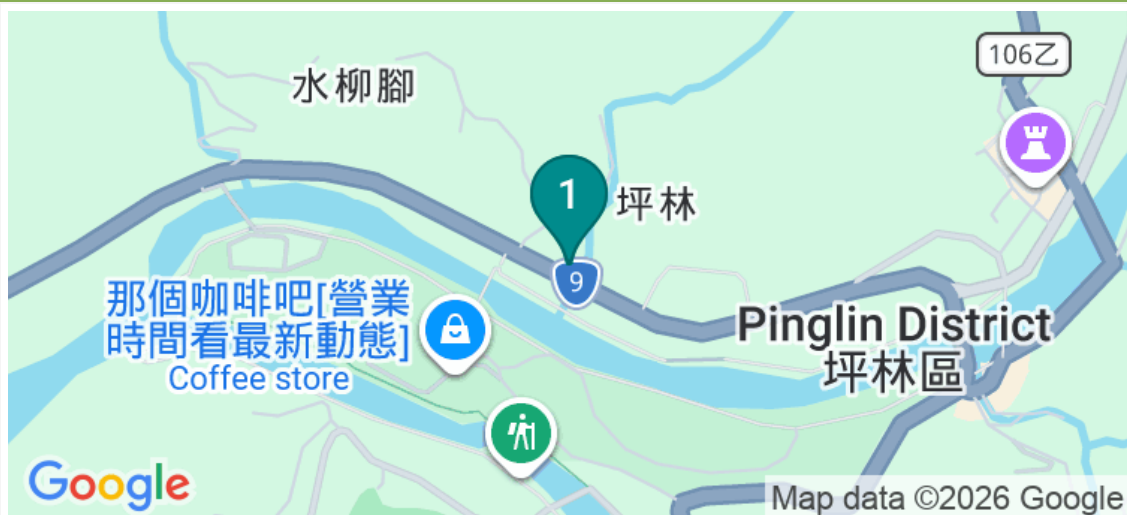 106乙
水柳腳
1
坪林
9
那個咖啡吧[營業
時間看最新動態]
Coffee store
Pinglin District
坪林區
Google
Map data ©2026 Google